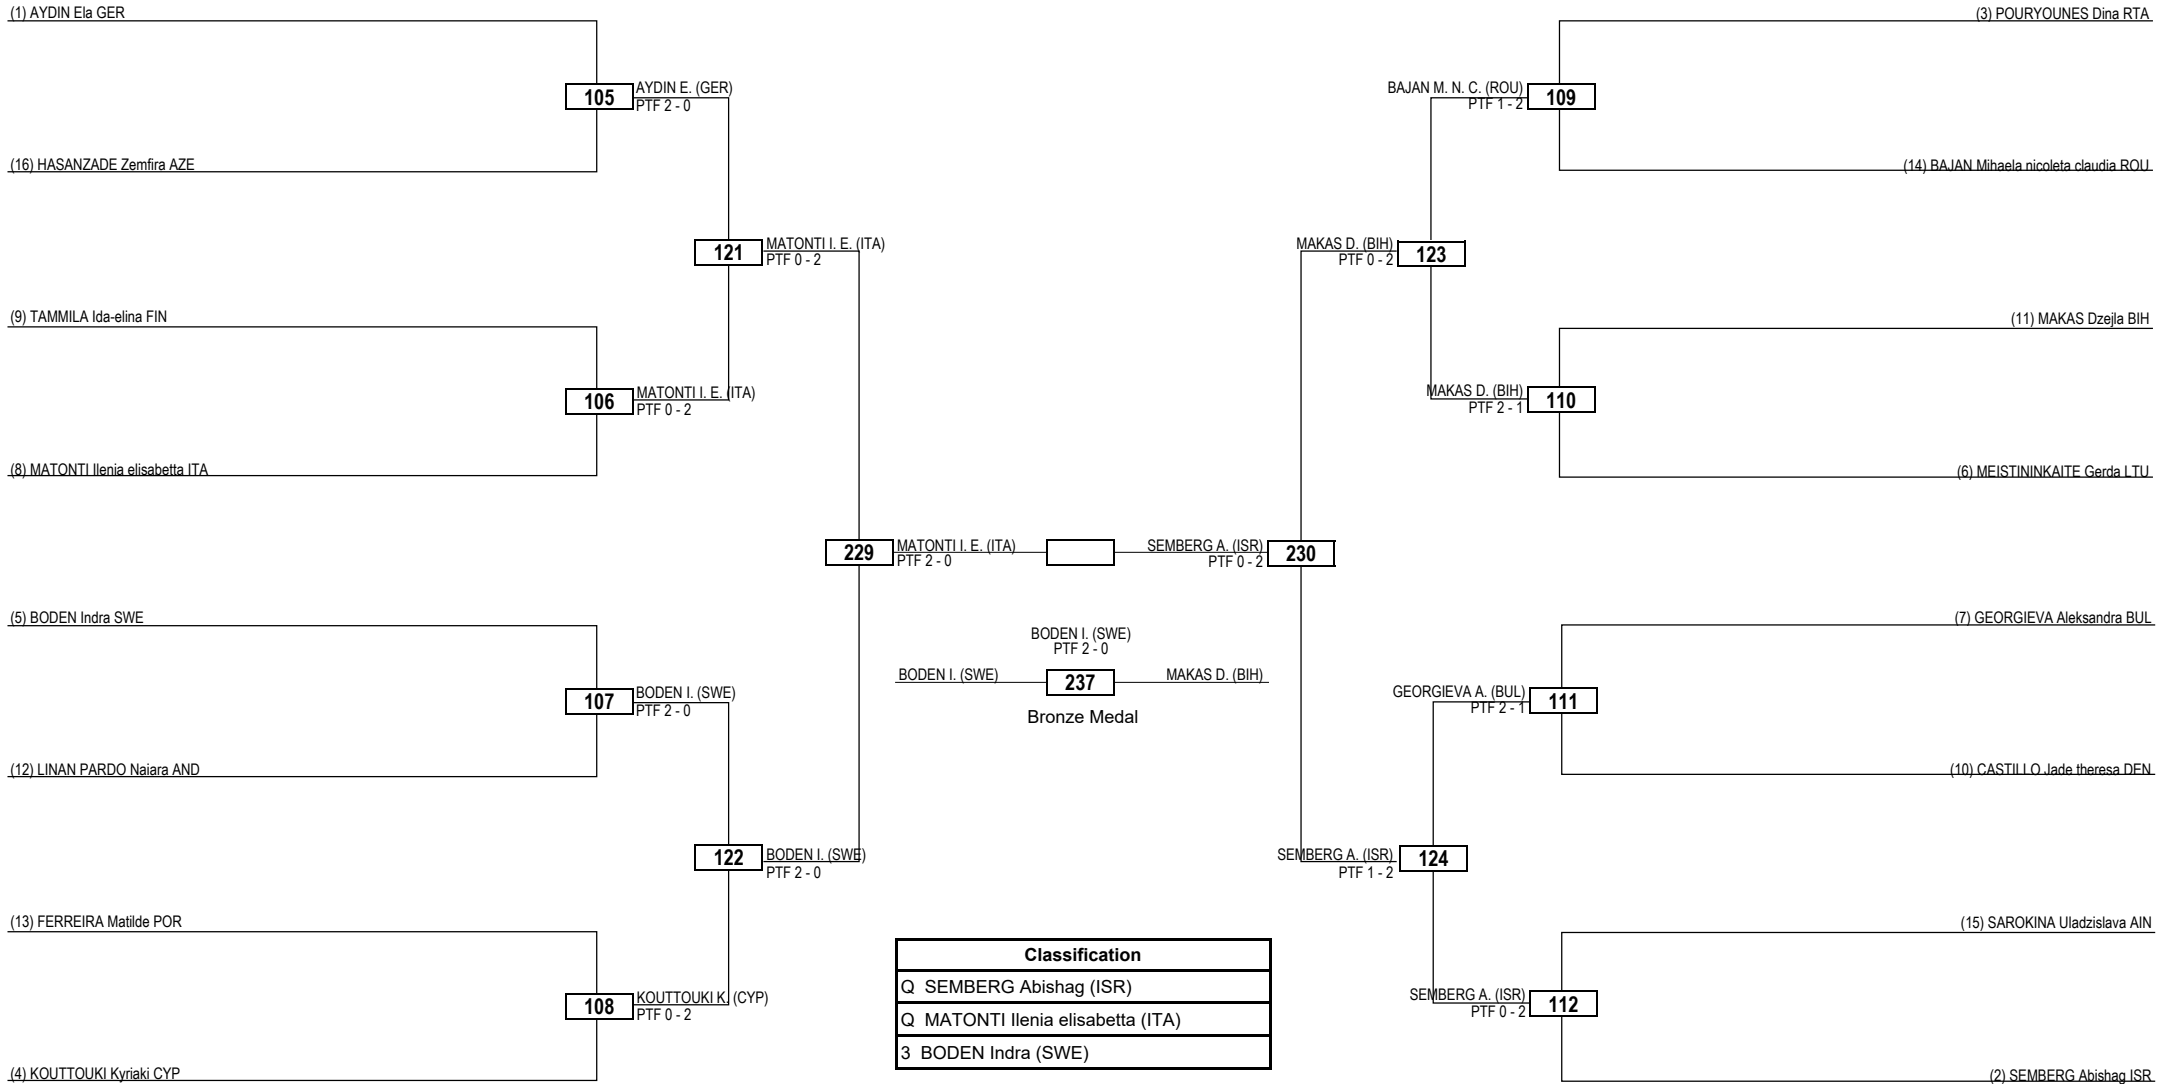 (1) AYDIN Ela GER
(16) HASANZADE Zemfira AZE
(9) TAMMILA Ida-elina FIN
(8) MATONTI Ilenia elisabetta ITA
(5) BODEN Indra SWE
(12) LINAN PARDO Naiara AND
(13) FERREIRA Matilde POR
(4) KOUTTOUKI Kyriaki CYP
105
AYDIN E. (GER)
PTF 2 - 0
106
MATONTI I. E. (ITA)
PTF 0 - 2
107
BODEN I. (SWE)
PTF 2 - 0
108
KOUTTOUKI K. (CYP)
PTF 0 - 2
121
MATONTI I. E. (ITA)
PTF 0 - 2
122
BODEN I. (SWE)
PTF 2 - 0
229
MATONTI I. E. (ITA)
PTF 2 - 0
SEMBERG A. (ISR)
PTF 0 - 2
230
BODEN I. (SWE)
PTF 2 - 0
BODEN I. (SWE)
237
MAKAS D. (BIH)
Bronze Medal
Classification
Q SEMBERG Abishag (ISR)
Q MATONTI Ilenia elisabetta (ITA)
3 BODEN Indra (SWE)
MAKAS D. (BIH)
PTF 0 - 2
123
SEMBERG A. (ISR)
PTF 1 - 2
124
BAJAN M. N. C. (ROU)
PTF 1 - 2
109
MAKAS D. (BIH)
PTF 2 - 1
110
GEORGIEVA A. (BUL)
PTF 2 - 1
111
SEMBERG A. (ISR)
PTF 0 - 2
112
(3) POURYOUNES Dina RTA
(14) BAJAN Mihaela nicoleta claudia ROU
(11) MAKAS Dzejla BIH
(6) MEISTININKAITE Gerda LTU
(7) GEORGIEVA Aleksandra BUL
(10) CASTILLO Jade theresa DEN
(15) SAROKINA Uladzislava AIN
(2) SEMBERG Abishag ISR